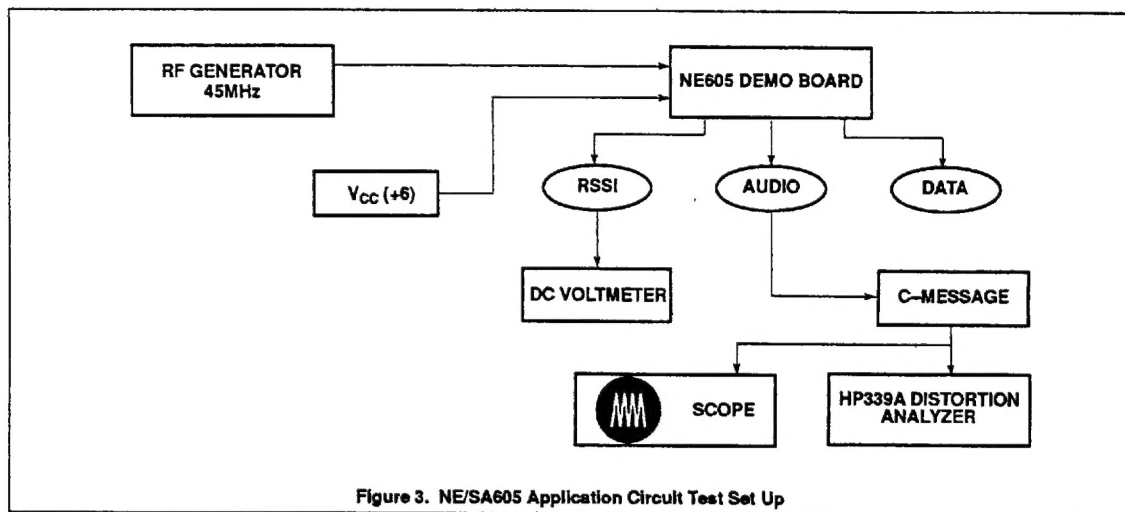 RF GENERATOR
45MHz
NE605 DEMO BOARD
VCC (+6)
RSSI
AUDIO
DATA
DC VOLTMETER
C–MESSAGE
SCOPE
HP339A DISTORTION
ANALYZER
Figure 3. NE/SA605 Application Circuit Test Set Up